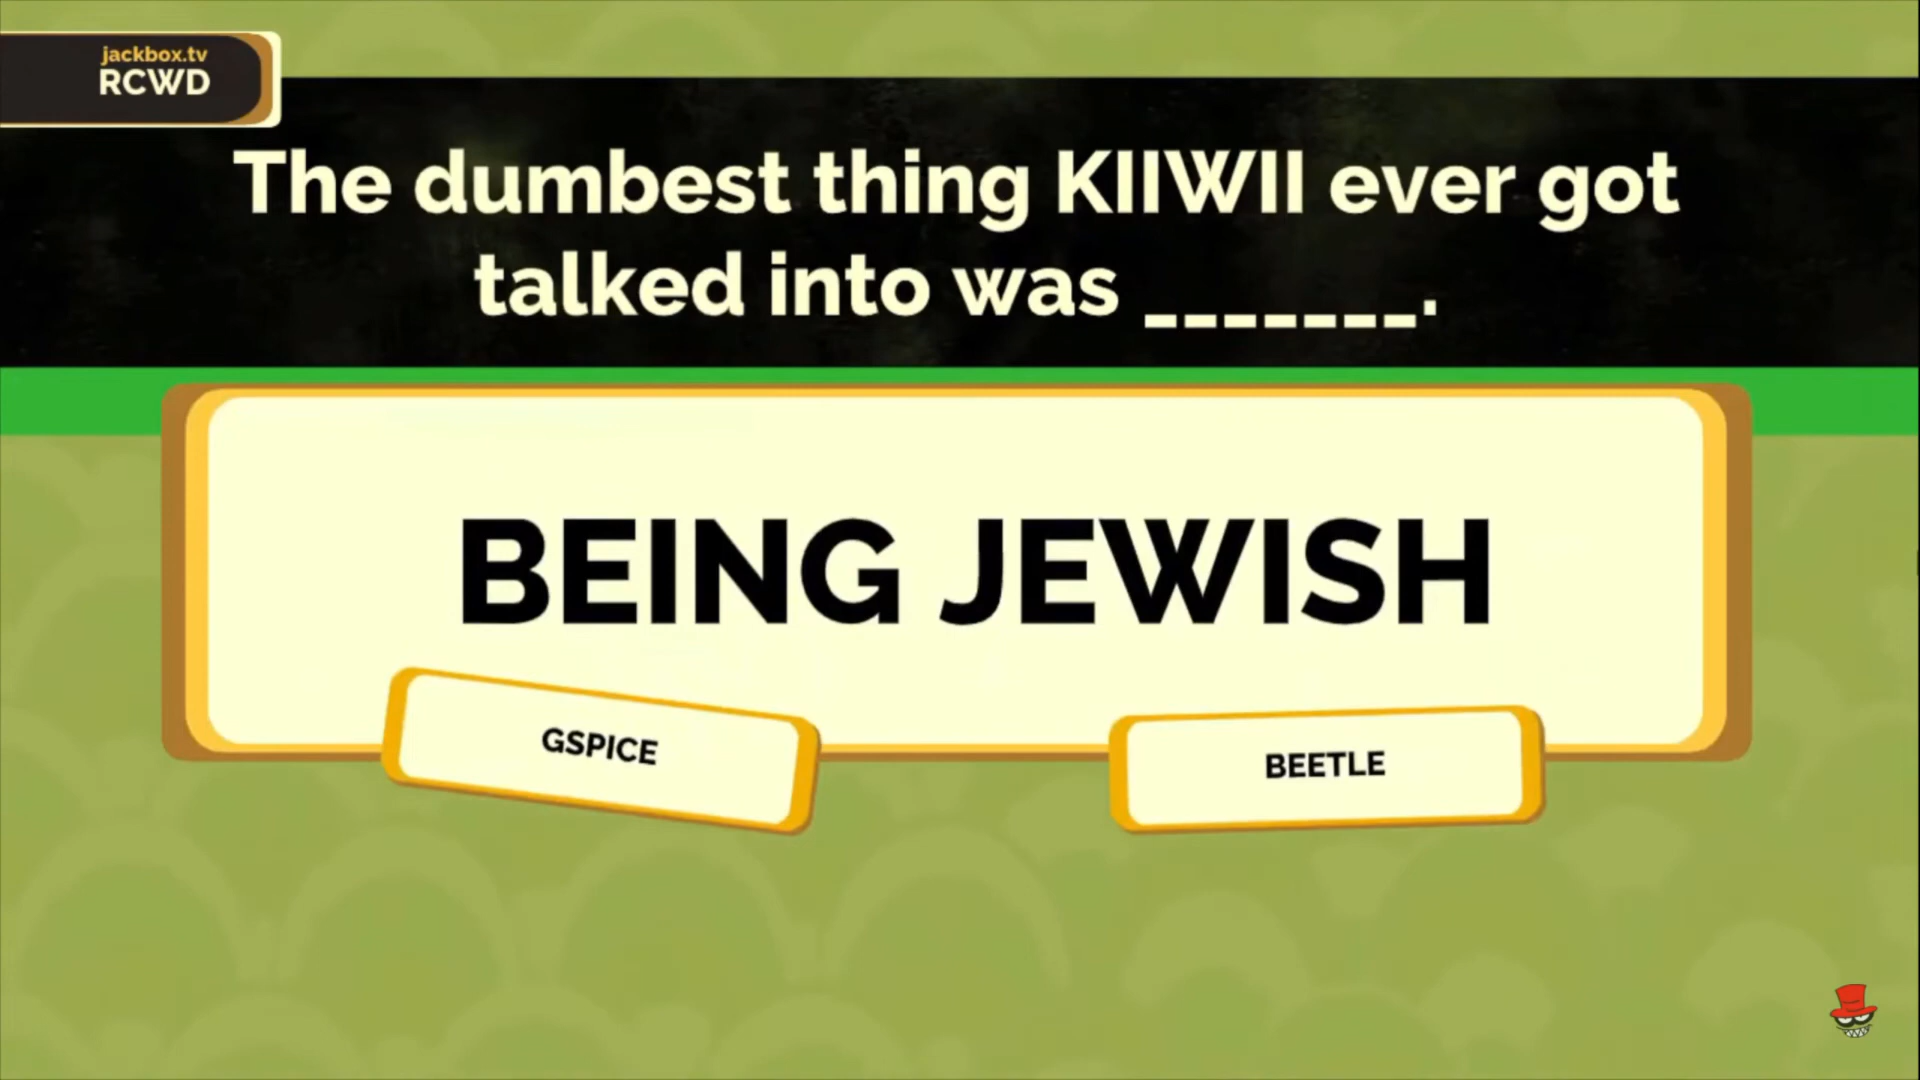 jackbox.tv
RCWD
The dumbest thing KIIWII ever got
talked into was _______.
BEING JEWISH
GSPICE
BEETLE